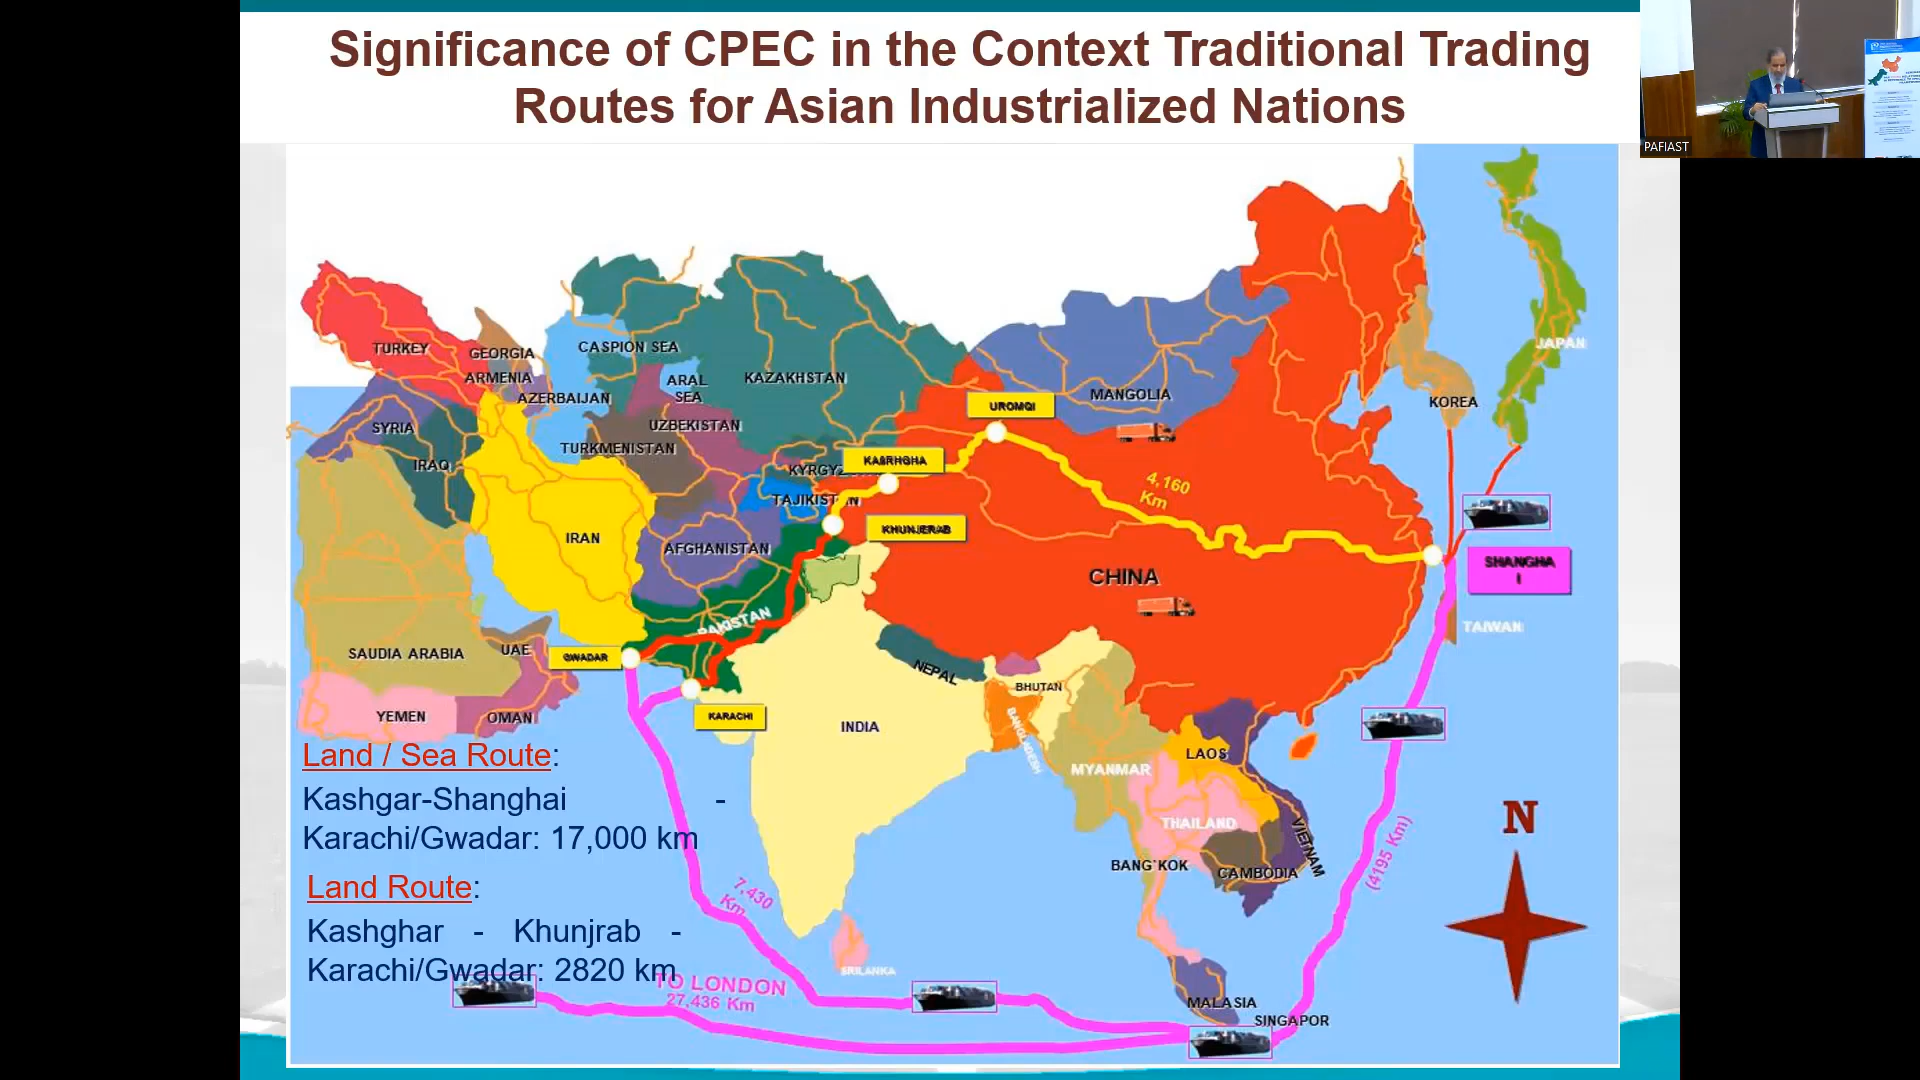 Significance of CPEC in the Context Traditional Trading
Routes for Asian Industrialized Nations
PAFIAST
TURKEY
GEORGIA
ARMENIA
AZERBAIJAN
CASPION SEA
ARAL
SEA
KAZAKHSTAN
UZBEKISTAN
TURKMENISTAN
SYRIA
IRAQ
IRAN
KYRGYZ
TAJIKISTAN
AFGHANISTAN
PAKISTAN
SAUDIA ARABIA
UAE
YEMEN
OMAN
UROMQI
KASRHGHA
KHUNJERAB
GWADAR
KARACHI
MANGOLIA
KOREA
JAPAN
4,160
Km
CHINA
SHANGHA
I
TAIWAN
NEPAL
BHUTAN
BANGLADESH
INDIA
MYANMAR
LAOS
THAILAND
VIETNAM
BANG`KOK
CAMBODIA
MALASIA
SINGAPOR
SRILANKA
(4195 Km)
7,430
Km
TO LONDON
27,436 Km
N
Land / Sea Route:
Kashgar-Shanghai -
Karachi/Gwadar: 17,000 km
Land Route:
Kashghar - Khunjrab -
Karachi/Gwadar: 2820 km